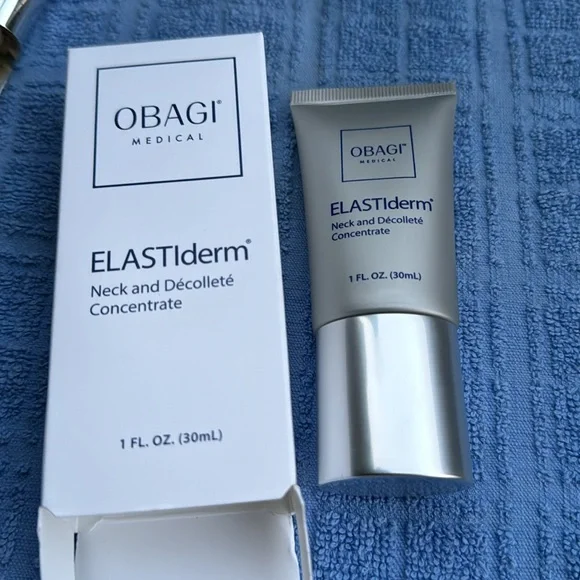 OBAGI®
MEDICAL
ELASTIderm®
Neck and Décolleté
Concentrate
1 FL. OZ. (30mL)
OBAGI®
MEDICAL
ELASTIderm®
Neck and Décolleté
Concentrate
1 FL. OZ. (30mL)